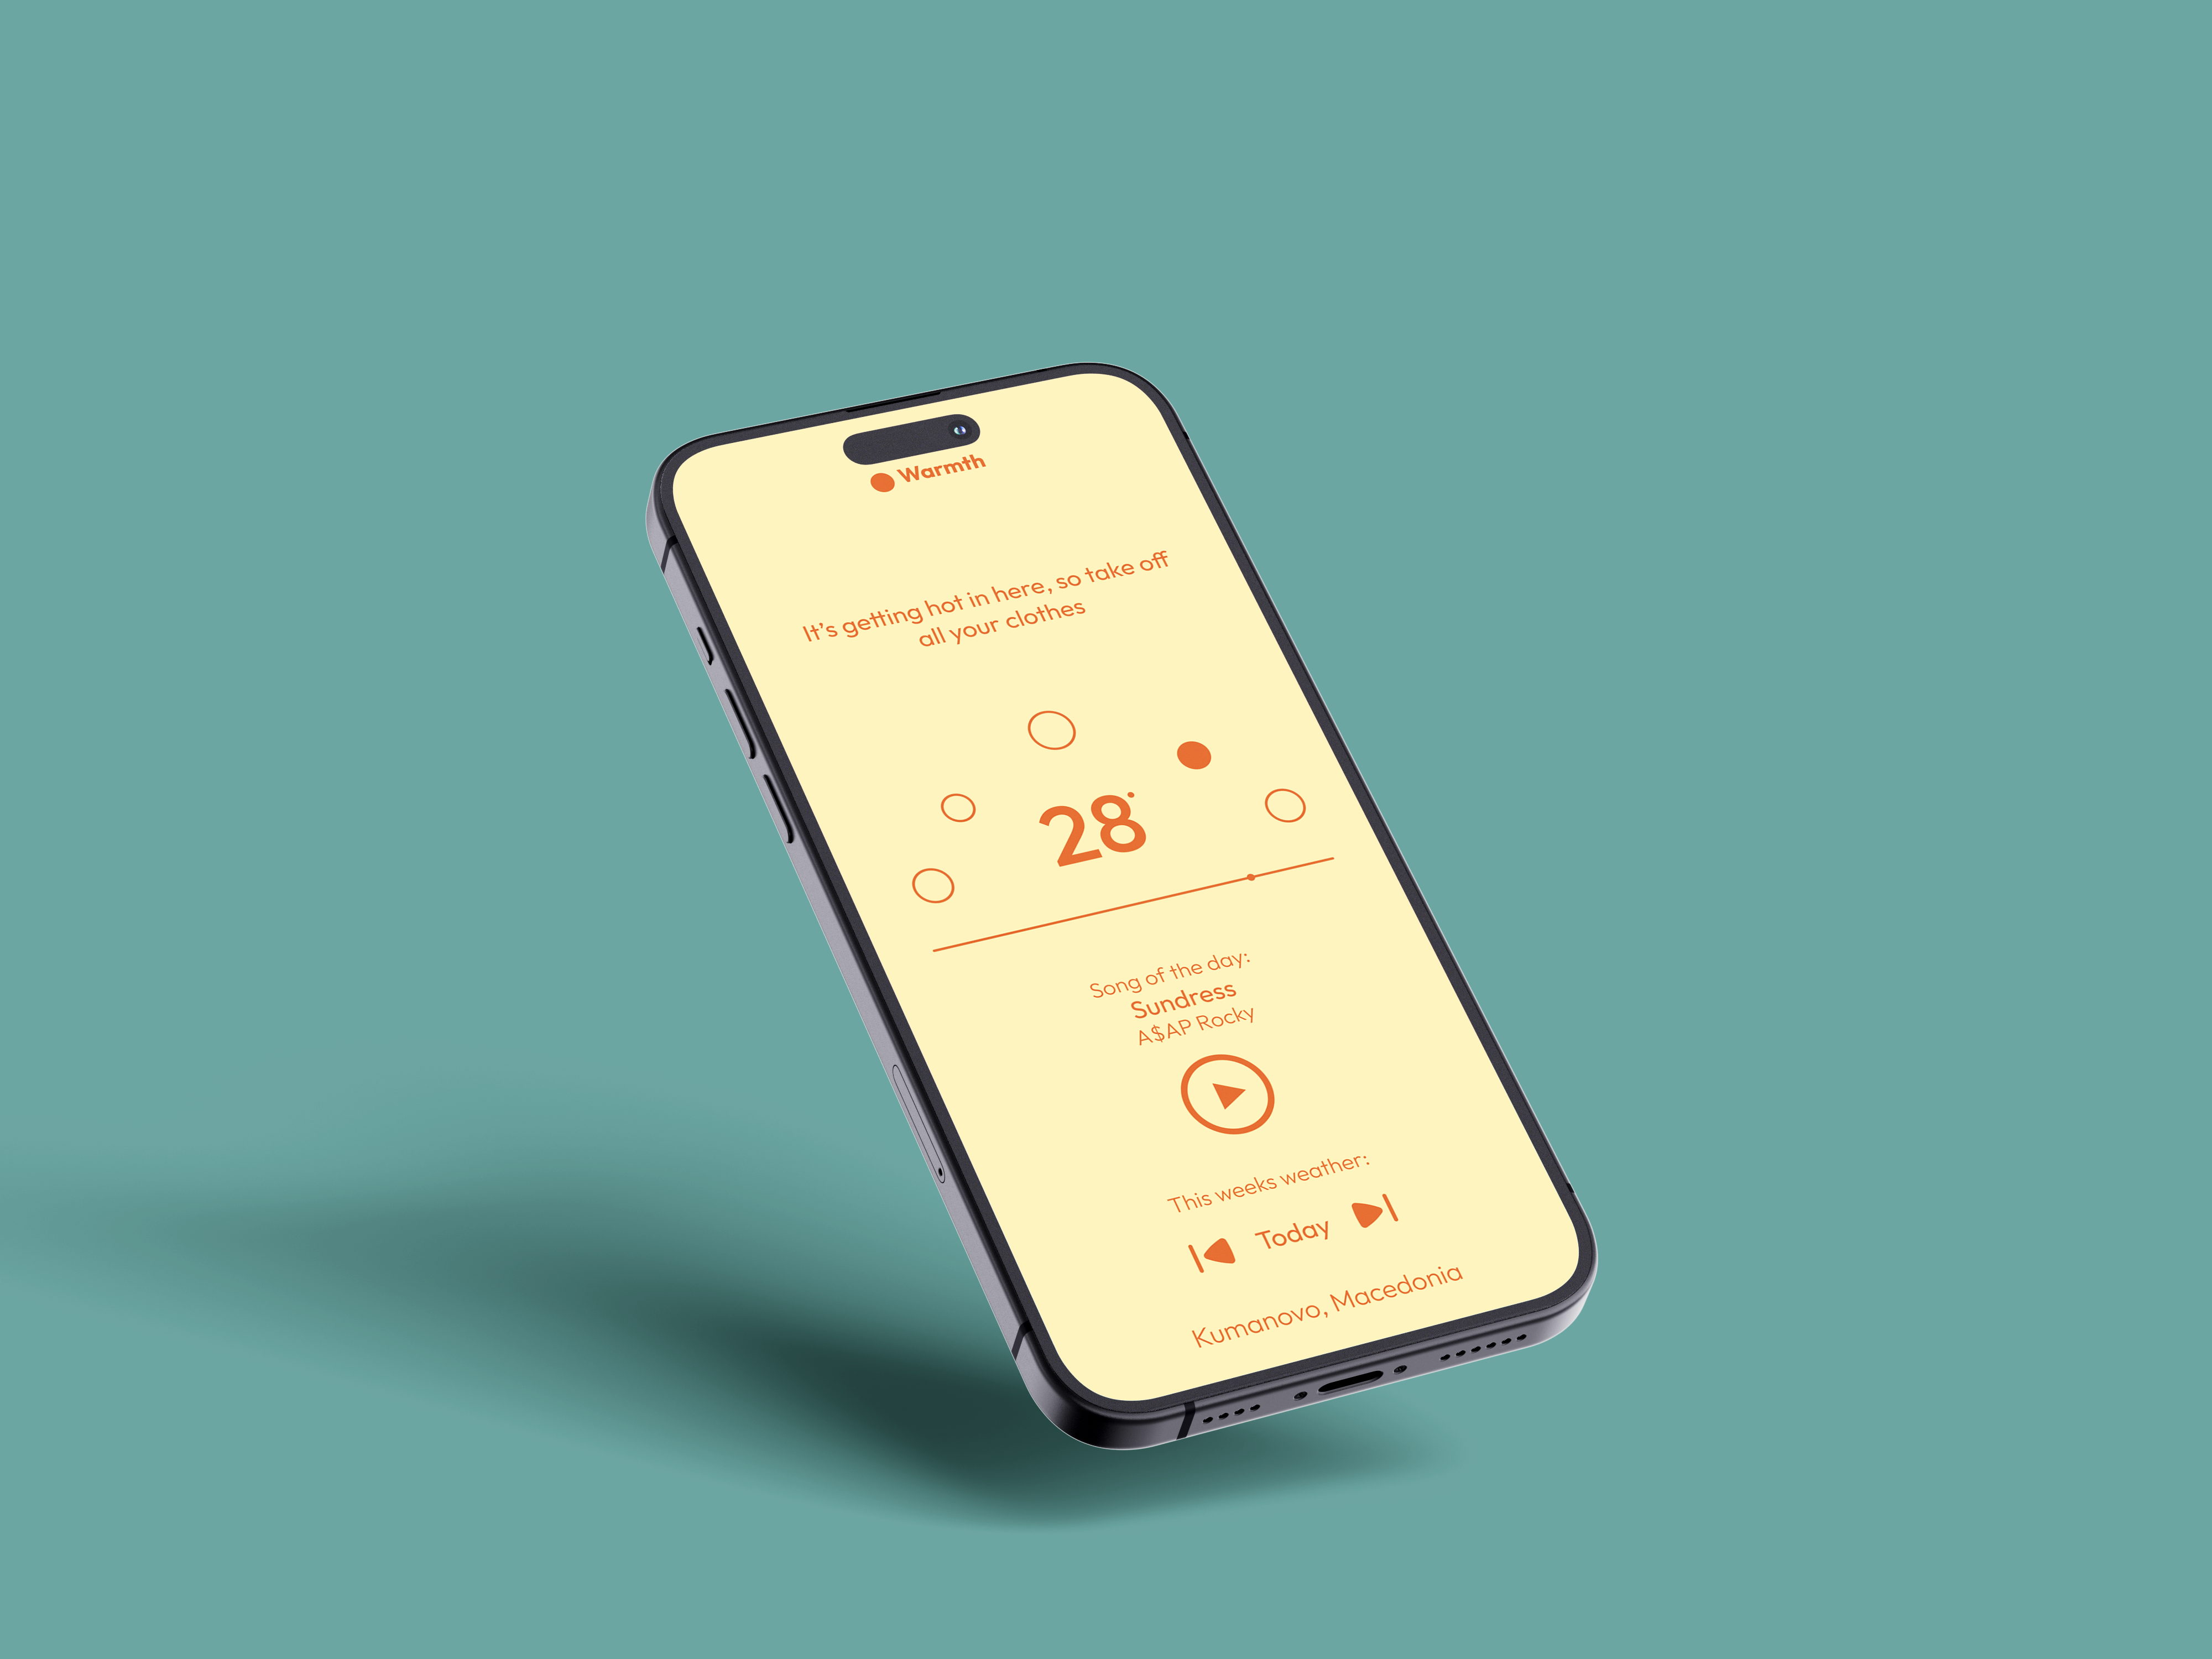 Warmth
It's getting hot in here, so take off
all your clothes
28°
Song of the day:
Sundress
A$AP Rocky
This weeks weather:
Today
Kumanovo, Macedonia